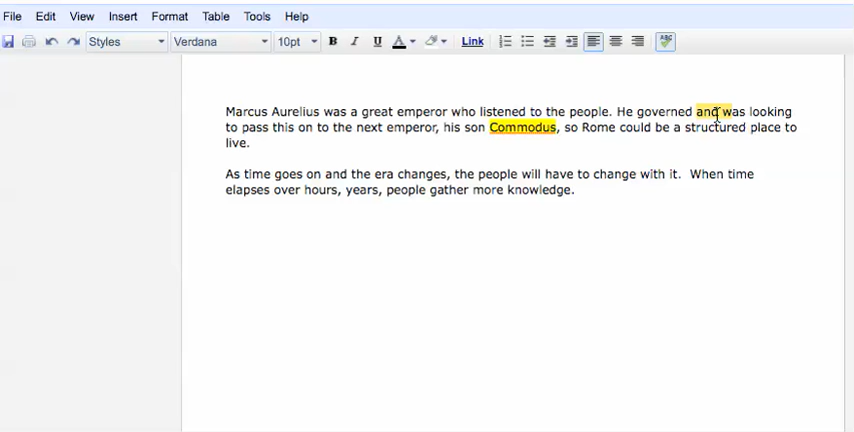 File Edit View Insert Format Table Tools Help
Styles Verdana 10pt B I U A Link ABC
Marcus Aurelius was a great emperor who listened to the people. He governed and was looking
to pass this on to the next emperor, his son Commodus, so Rome could be a structured place to
live.
As time goes on and the era changes, the people will have to change with it. When time
elapses over hours, years, people gather more knowledge.